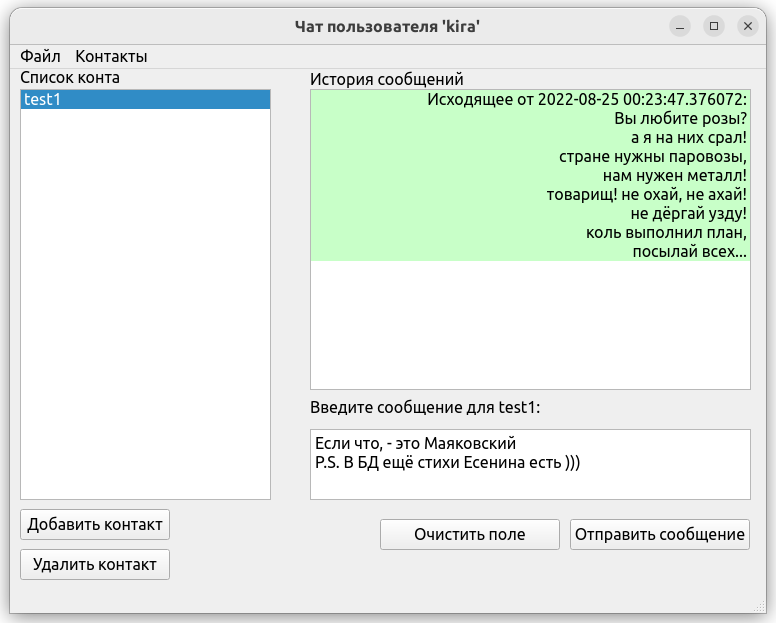 Чат пользователя 'kira'
Файл Контакты
Список конта
test1
История сообщений
Исходящее от 2022-08-25 00:23:47.376072:
Вы любите розы?
а я на них срал!
стране нужны паровозы,
нам нужен металл!
товарищ! не охай, не ахай!
не дёргай узду!
коль выполнил план,
посылай всех...
Введите сообщение для test1:
Если что, - это Маяковский
P.S. В БД ещё стихи Есенина есть )))
Добавить контакт
Удалить контакт
Очистить поле
Отправить сообщение